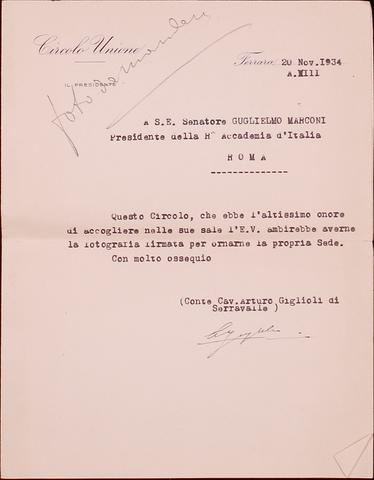 Circolo Unione
IL PRESIDENTE
Ferrara 20 Nov. 1934
A.XIII
foto da mandare
A S.E. Senatore GUGLIELMO MARCONI
Presidente della R^ Accademia d'Italia
R O M A
--------------
Questo Circolo, che ebbe l'altissimo onore
di accogliere nelle sue sale l'E.V. ambirebbe averne
la fotografia firmata per ornarne la propria Sede.
Con molto ossequio
(Conte Cav.Arturo Giglioli di
Serravalle )